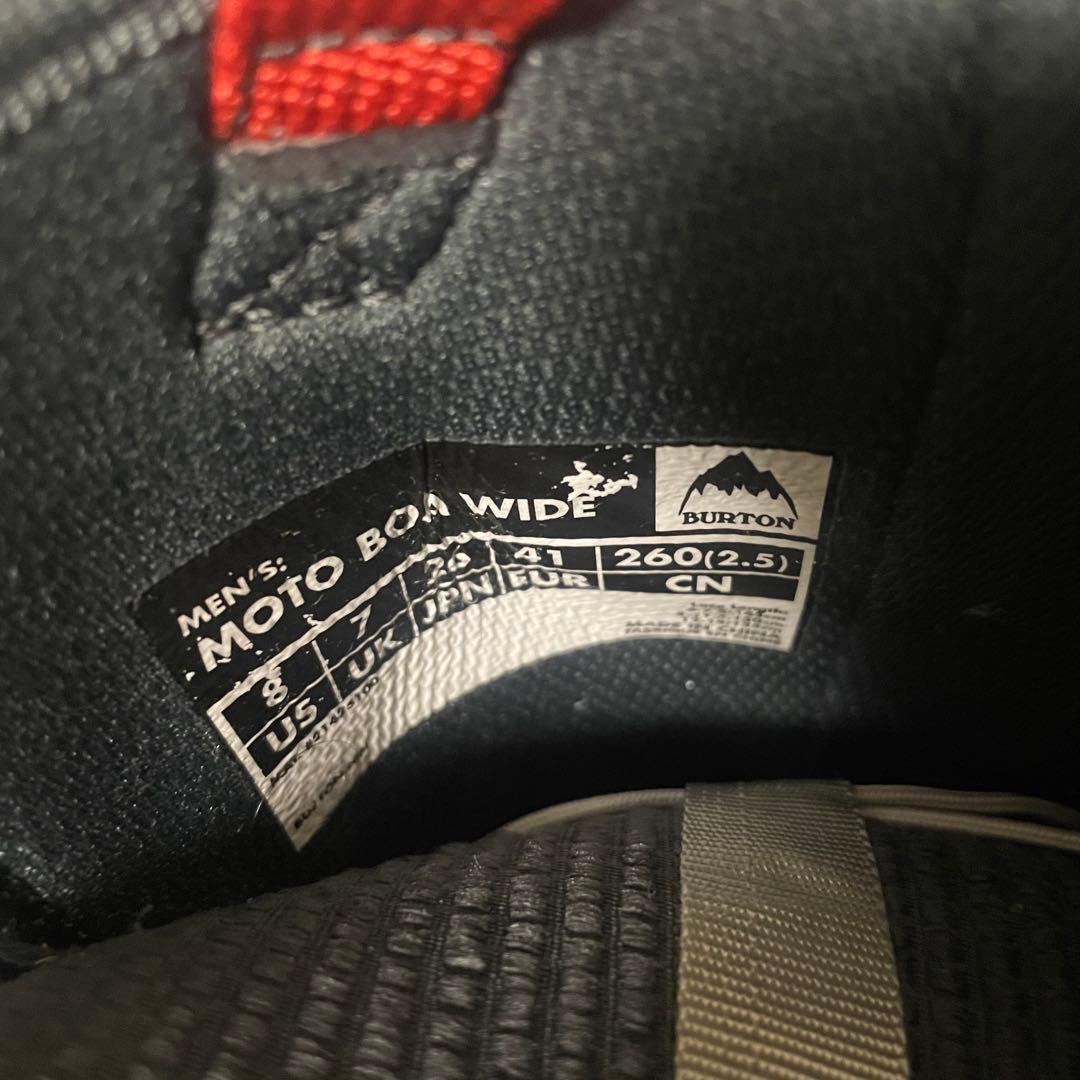 MEN'S:
MOTO BOA WIDE
BURTON
8 7 26 41 260(2.5)
US UK JPN EUR CN